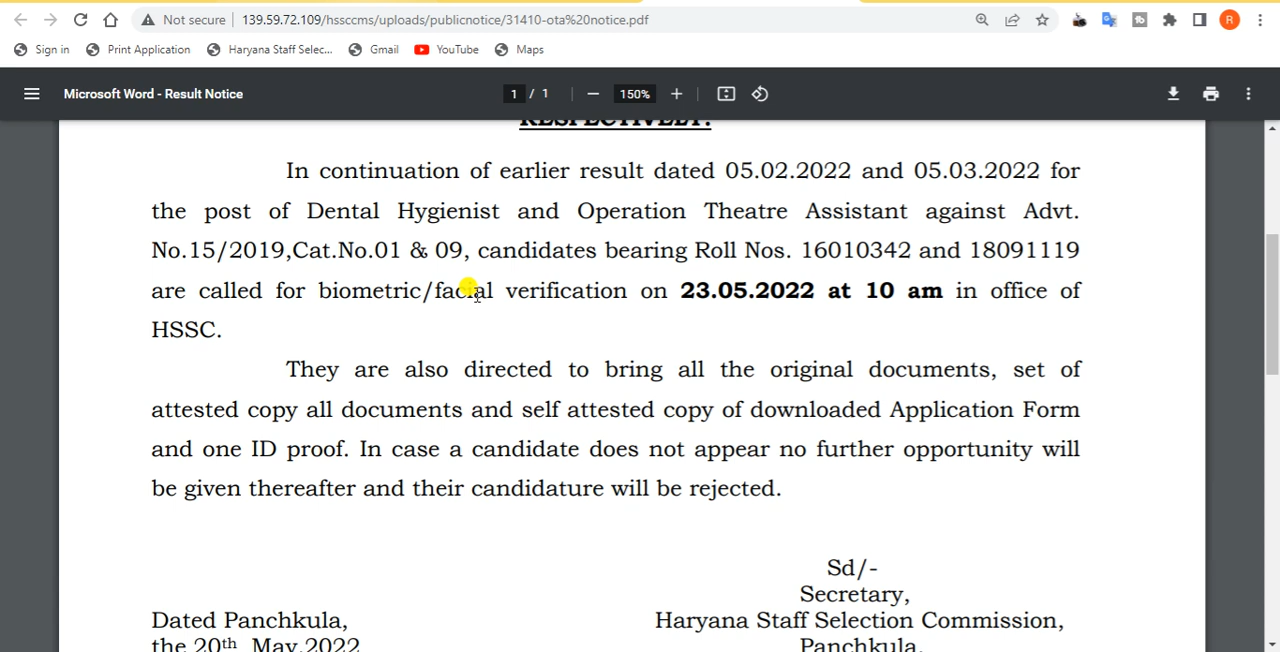 Not secure | 139.59.72.109/hssccms/uploads/publicnotice/31410-ota%20notice.pdf
R
Sign in Print Application Haryana Staff Selec... Gmail YouTube Maps
Microsoft Word - Result Notice 1 / 1 150%
RESPECTIVELY.
In continuation of earlier result dated 05.02.2022 and 05.03.2022 for
the post of Dental Hygienist and Operation Theatre Assistant against Advt.
No.15/2019,Cat.No.01 & 09, candidates bearing Roll Nos. 16010342 and 18091119
are called for biometric/facial verification on 23.05.2022 at 10 am in office of
HSSC.
They are also directed to bring all the original documents, set of
attested copy all documents and self attested copy of downloaded Application Form
and one ID proof. In case a candidate does not appear no further opportunity will
be given thereafter and their candidature will be rejected.
Sd/-
Secretary,
Dated Panchkula, Haryana Staff Selection Commission,
the 20th May,2022 Panchkula.